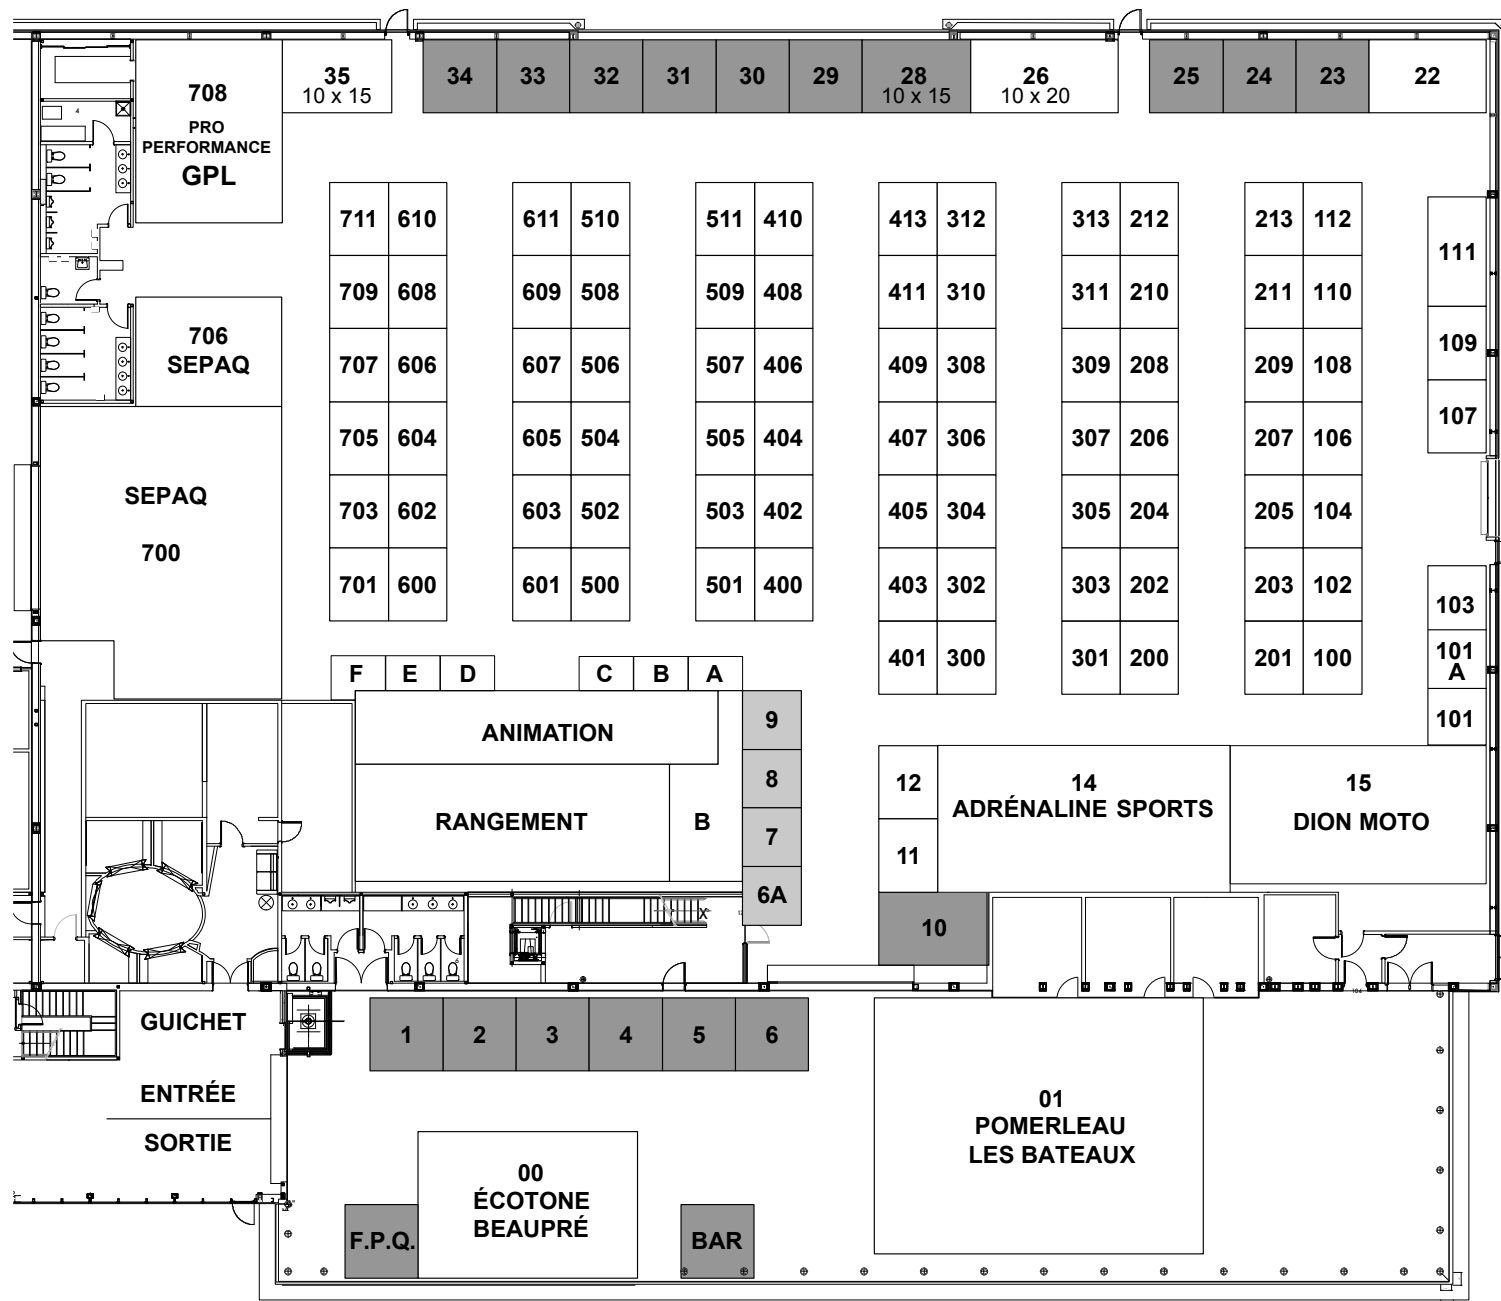 35 34 33 32 31 30 29 28 26 25 24 23 22
10 x 15 10 x 15 10 x 20
708
PRO
PERFORMANCE
GPL
711 610 611 510 511 410 413 312 313 212 213 112
111
709 608 609 508 509 408 411 310 311 210 211 110
706
SEPAQ
109
707 606 607 506 507 406 409 308 309 208 209 108
107
705 604 605 504 505 404 407 306 307 206 207 106
SEPAQ
700
703 602 603 502 503 402 405 304 305 204 205 104
701 600 601 500 501 400 403 302 303 202 203 102
103
401 300 301 200 201 100
101
A
F E D C B A
101
9
ANIMATION
8
12
14
ADRÉNALINE SPORTS
15
DION MOTO
RANGEMENT
B
7
11
6A
X
10
GUICHET
1 2 3 4 5 6
ENTRÉE
SORTIE
01
POMERLEAU
LES BATEAUX
00
ÉCOTONE
BEAUPRÉ
F.P.Q.
BAR